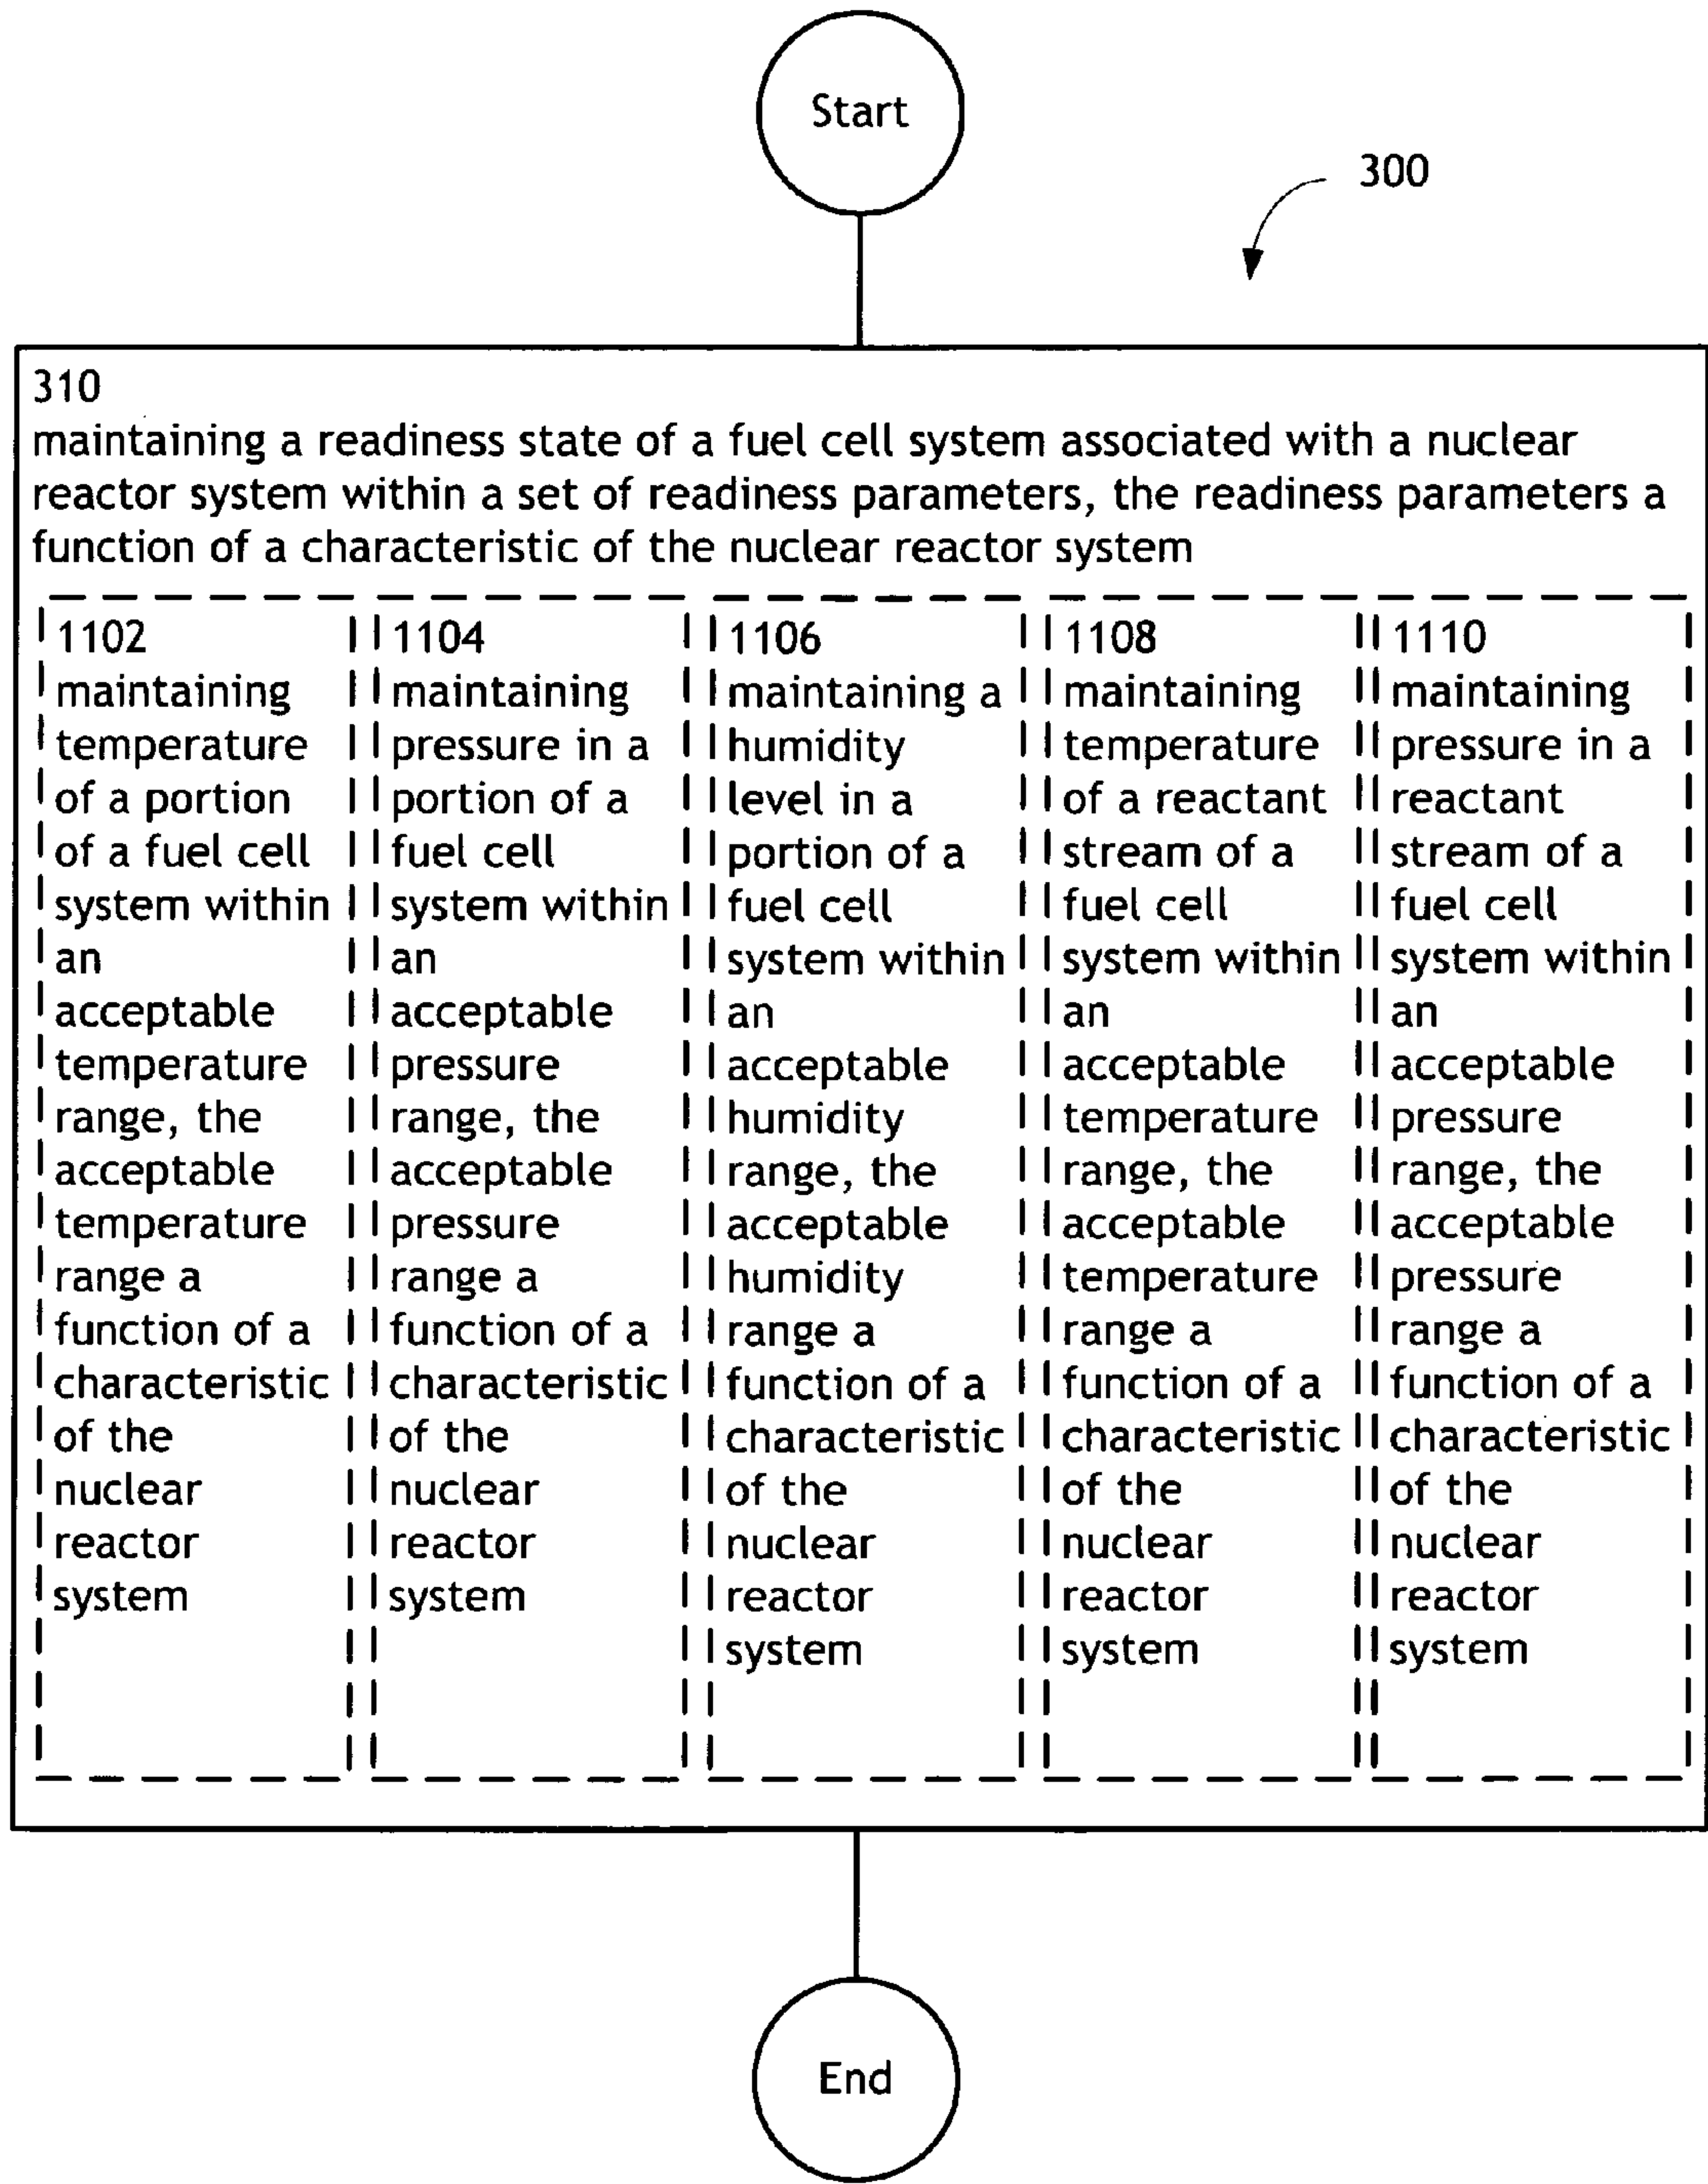 Start
300
310
maintaining a readiness state of a fuel cell system associated with a nuclear
reactor system within a set of readiness parameters, the readiness parameters a
function of a characteristic of the nuclear reactor system
1102
maintaining
temperature
of a portion
of a fuel cell
system within
an
acceptable
temperature
range, the
acceptable
temperature
range a
function of a
characteristic
of the
nuclear
reactor
system
1104
maintaining
pressure in a
portion of a
fuel cell
system within
an
acceptable
pressure
range, the
acceptable
pressure
range a
function of a
characteristic
of the
nuclear
reactor
system
1106
maintaining a
humidity
level in a
portion of a
fuel cell
system within
an
acceptable
humidity
range, the
acceptable
humidity
range a
function of a
characteristic
of the
nuclear
reactor
system
1108
maintaining
temperature
of a reactant
stream of a
fuel cell
system within
an
acceptable
temperature
range, the
acceptable
temperature
range a
function of a
characteristic
of the
nuclear
reactor
system
1110
maintaining
pressure in a
reactant
stream of a
fuel cell
system within
an
acceptable
pressure
range, the
acceptable
pressure
range a
function of a
characteristic
of the
nuclear
reactor
system
End